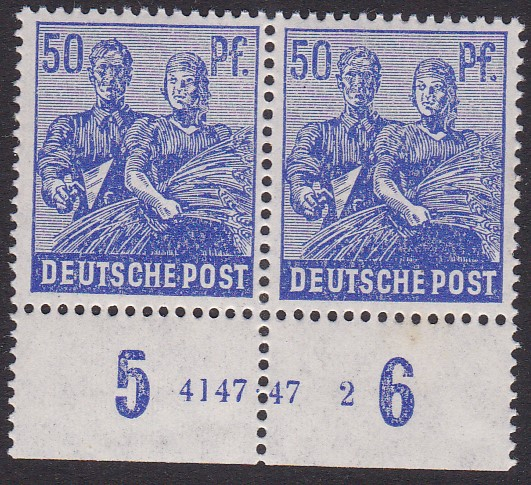 50 Pf. 50 Pf.
DEUTSCHE POST DEUTSCHE POST
5 4147 47 2 6